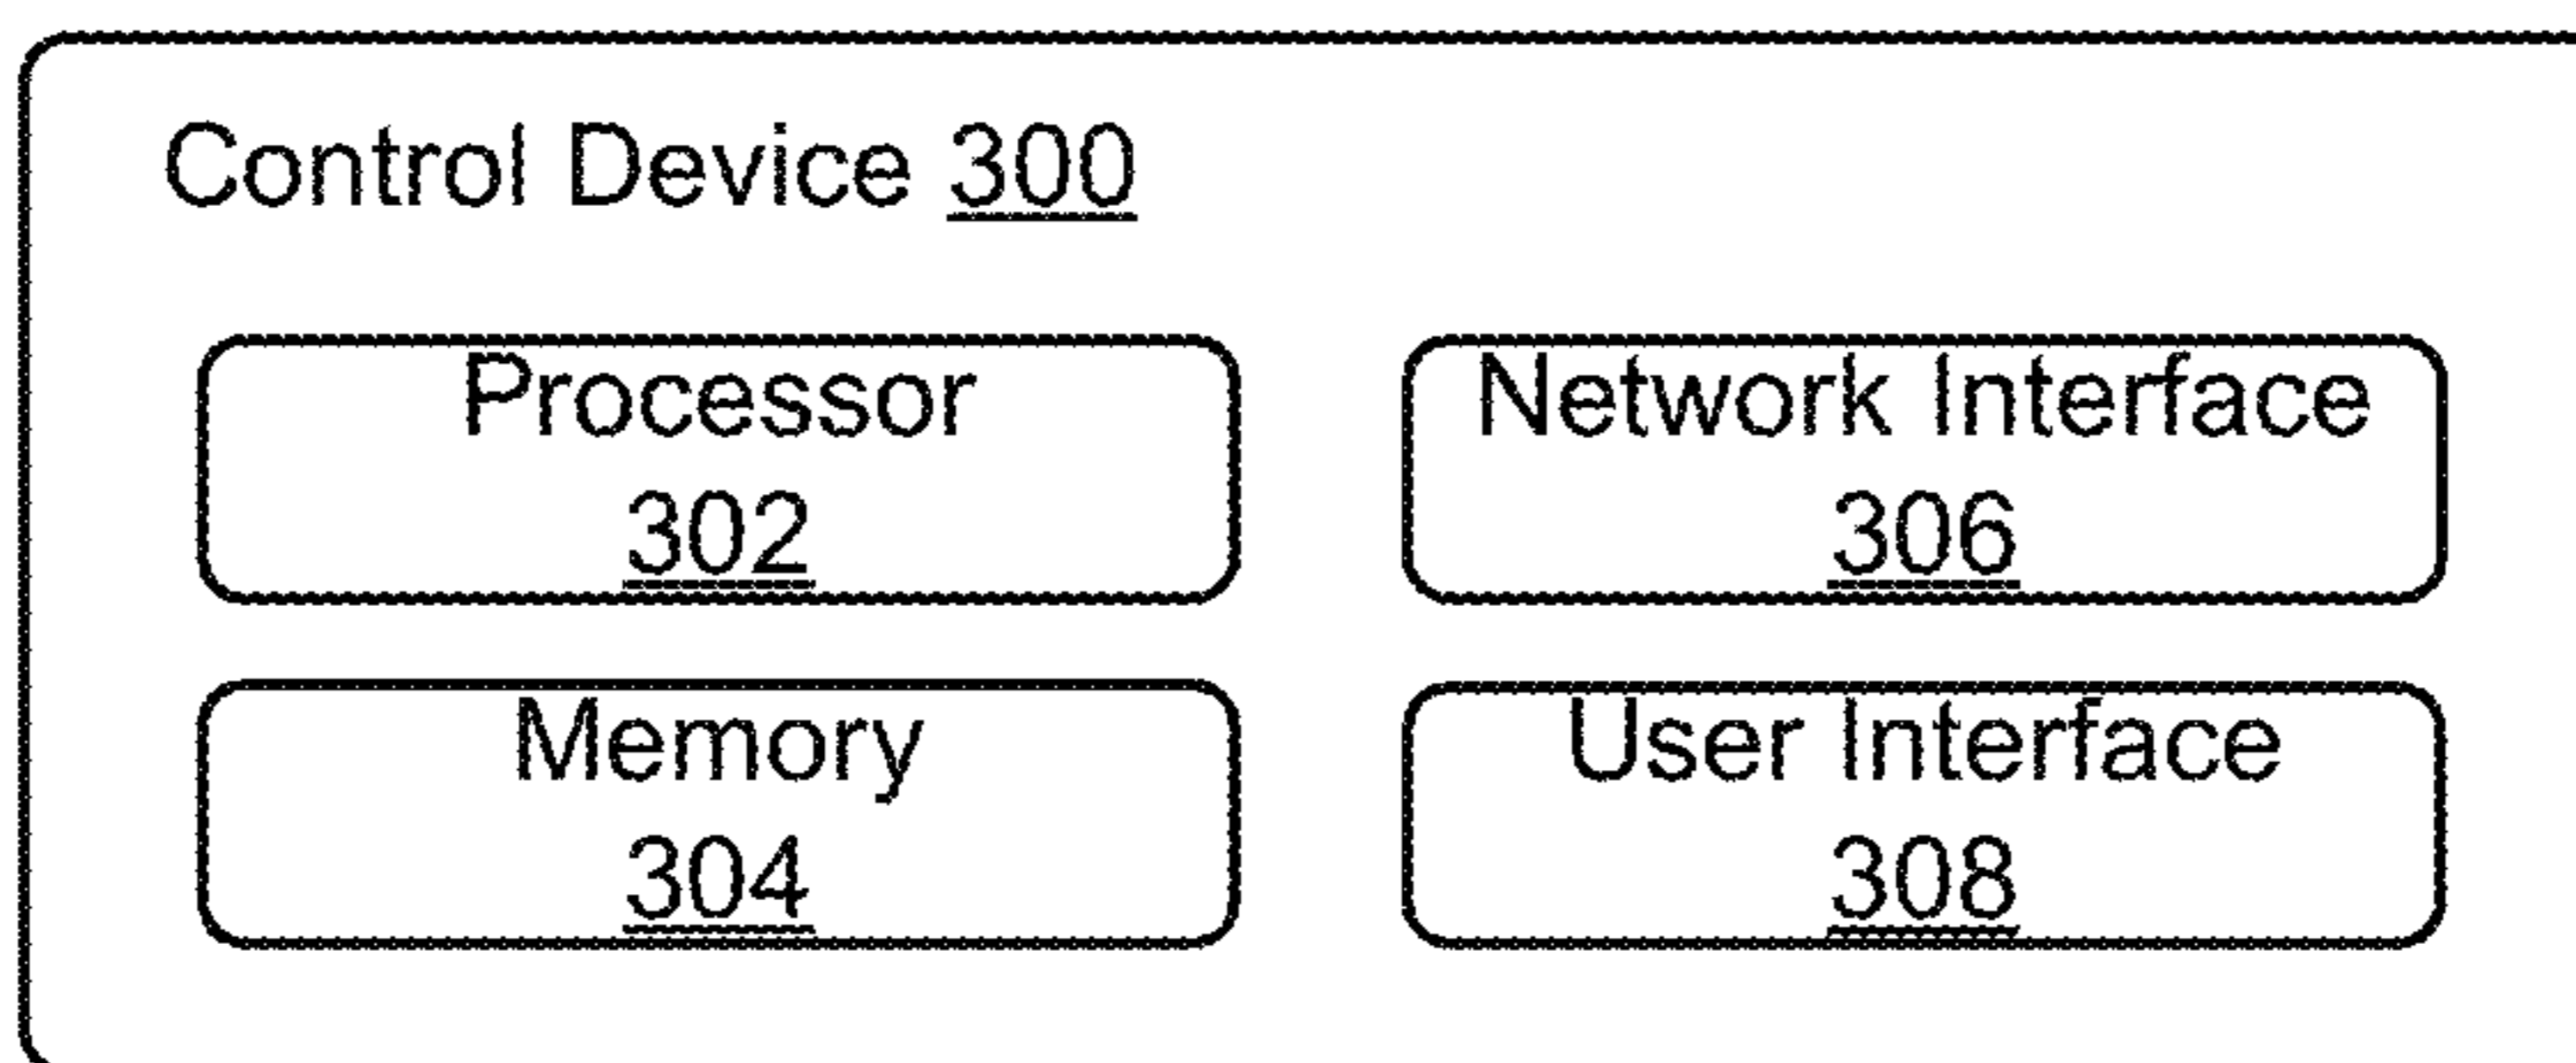 Control Device 300
Processor
302
Network Interface
306
Memory
304
User Interface
308